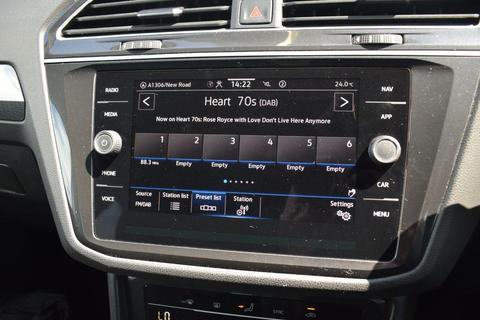 RADIO
MEDIA
PHONE
VOICE
A1306/New Road
14:22
24.0°C
Heart 70s (DAB)
Now on Heart 70s: Rose Royce with Love Don't Live Here Anymore
1 2 3 4 5 6
88.3 MHz Empty Empty Empty Empty Empty
Source Station list Preset list Station Settings
FM/DAB
NAV
APP
CAR
MENU
LO
SYNC